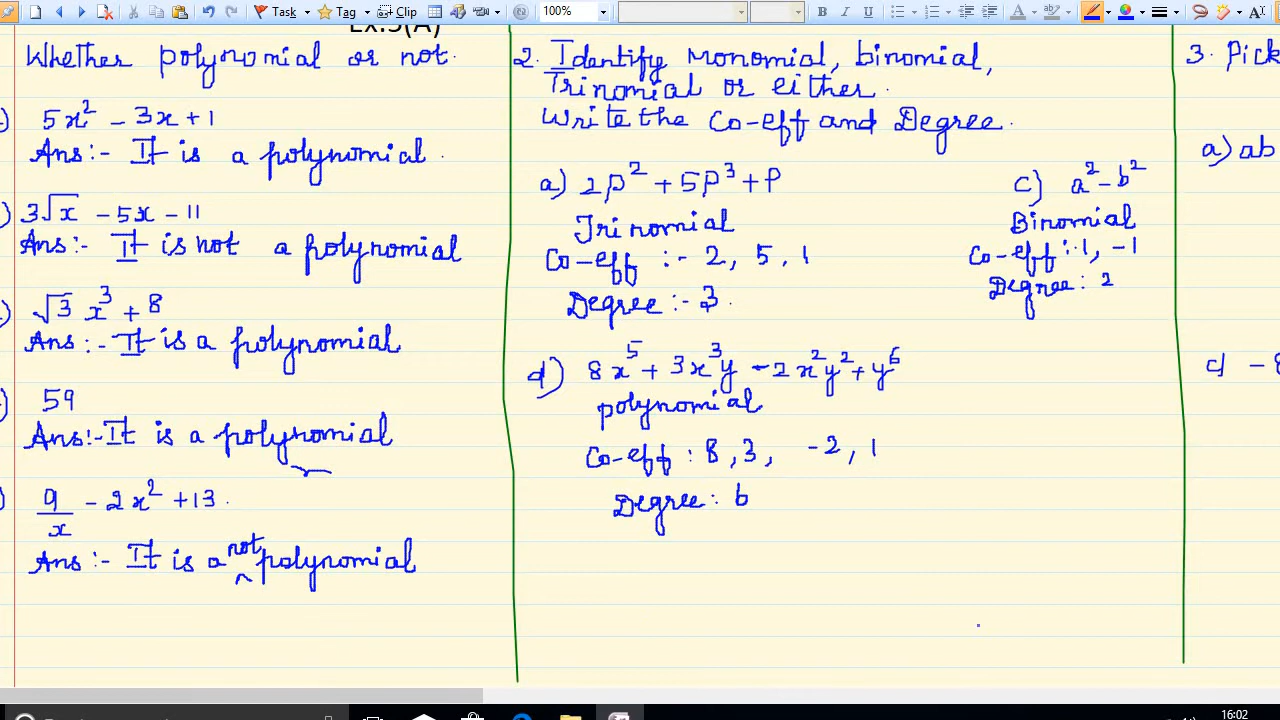 Task Tag Clip 100%
Ex.5(A)
Whether polynomial or not.
5x² - 3x + 1
Ans:- It is a polynomial.
3√x - 5x - 11
Ans:- It is not a polynomial
√3 x³ + 8
Ans:- It is a polynomial
59
Ans:- It is a polynomial
9/x - 2x² + 13.
Ans:- It is a not polynomial
2. Identify Monomial, binomial,
Trinomial or either.
Write the Co-eff and Degree.
a) 2p² + 5p³ + p
Trinomial
Co-eff :- 2, 5, 1
Degree :- 3.
c) a² - b²
Binomial
Co-eff : 1, -1
Degree : 2
d) 8x⁵ + 3x³y - 2x²y² + y⁶
polynomial
Co-eff : 8, 3, -2, 1
Degree : 6
3. Pick
a) ab
16:02